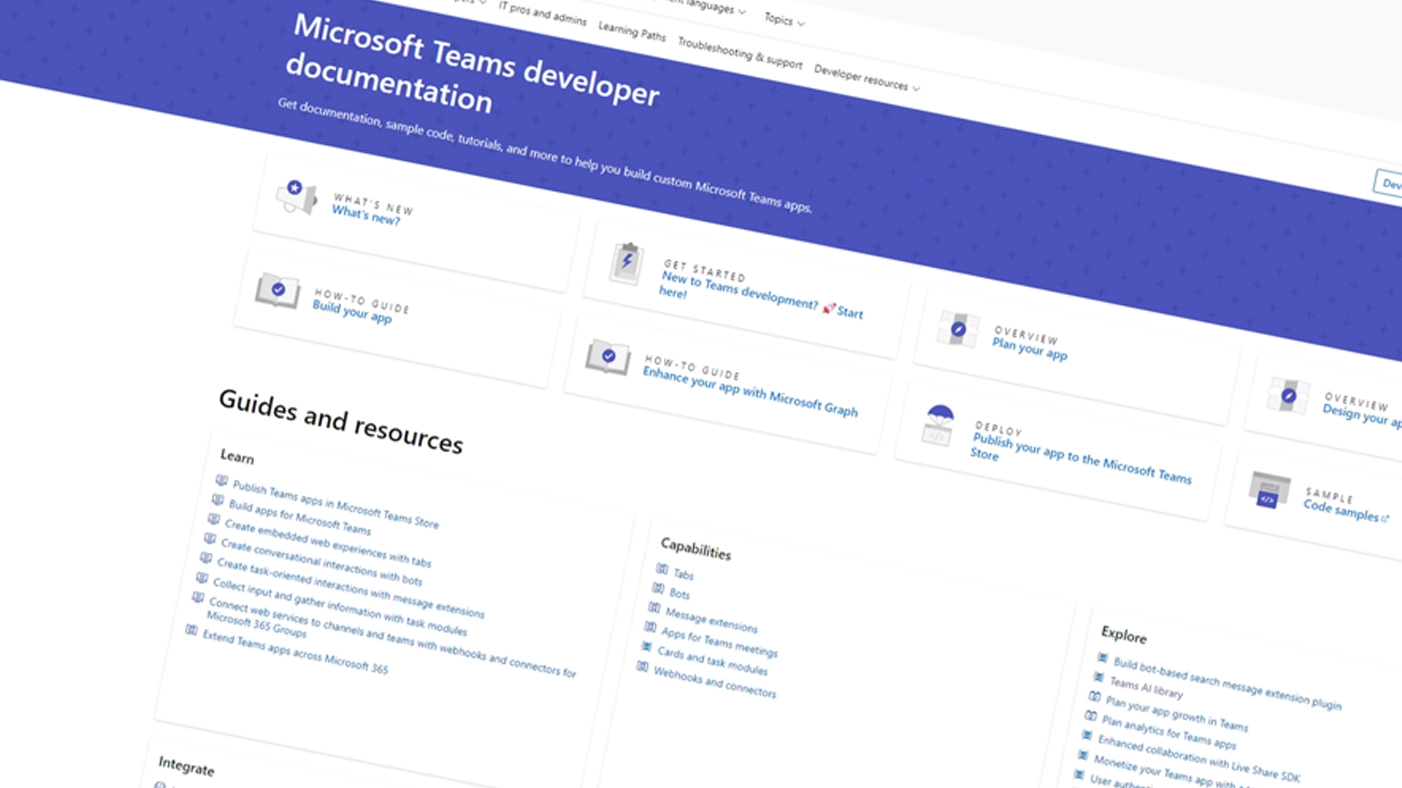 nt languages
Topics
IT pros and admins
Learning Paths
Troubleshooting & support
Developer resources
Microsoft Teams developer
documentation
Get documentation, sample code, tutorials, and more to help you build custom Microsoft Teams apps.
WHAT'S NEW
What's new?
GET STARTED
New to Teams development? 🚀Start
here!
OVERVIEW
Plan your app
OVERVIEW
Design your ap
HOW-TO GUIDE
Build your app
HOW-TO GUIDE
Enhance your app with Microsoft Graph
DEPLOY
Publish your app to the Microsoft Teams
Store
SAMPLE
Code samples
Guides and resources
Learn
Publish Teams apps in Microsoft Teams Store
Build apps for Microsoft Teams
Create embedded web experiences with tabs
Create conversational interactions with bots
Create task-oriented interactions with message extensions
Collect input and gather information with task modules
Connect web services to channels and teams with webhooks and connectors for
Microsoft 365 Groups
Extend Teams apps across Microsoft 365
Capabilities
Tabs
Bots
Message extensions
Apps for Teams meetings
Cards and task modules
Webhooks and connectors
Explore
Build bot-based search message extension plugin
Teams AI library
Plan your app growth in Teams
Plan analytics for Teams apps
Enhanced collaboration with Live Share SDK
Monetize your Teams app with
Integrate